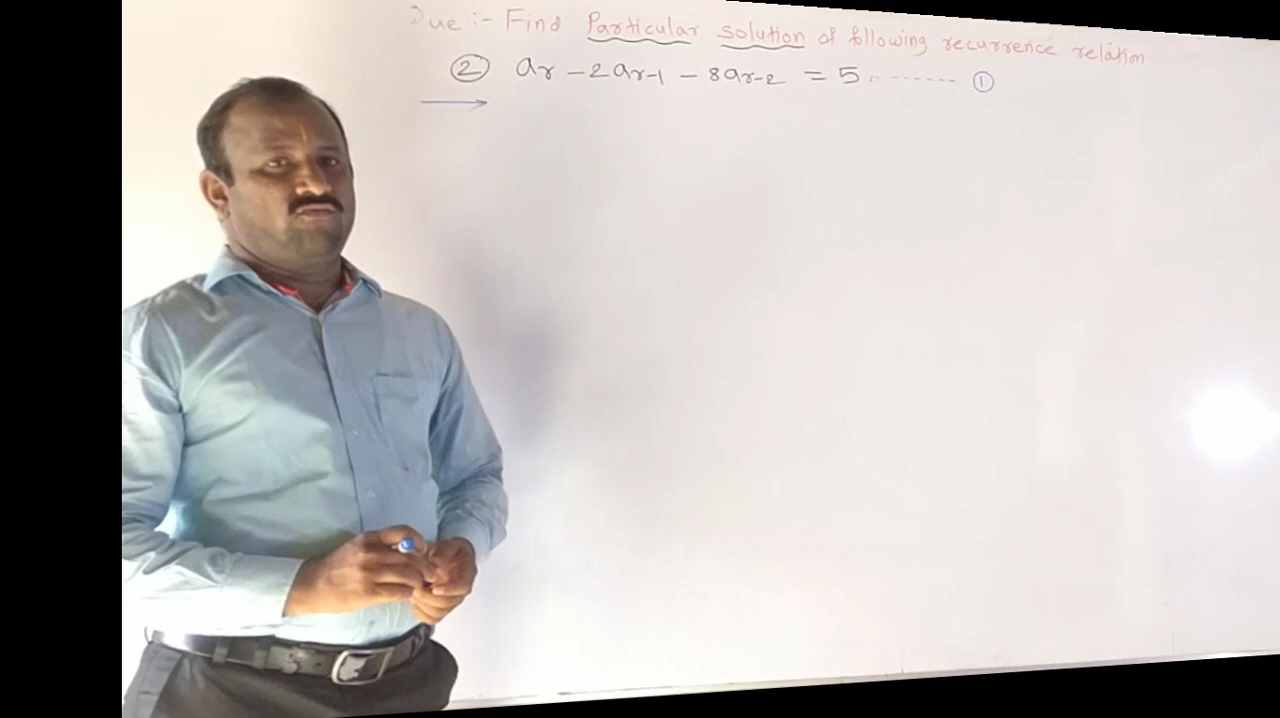 Que :- Find Particular solution of following recurrence relation
② ar - 2ar-1 - 8ar-2 = 5 . ------ ①